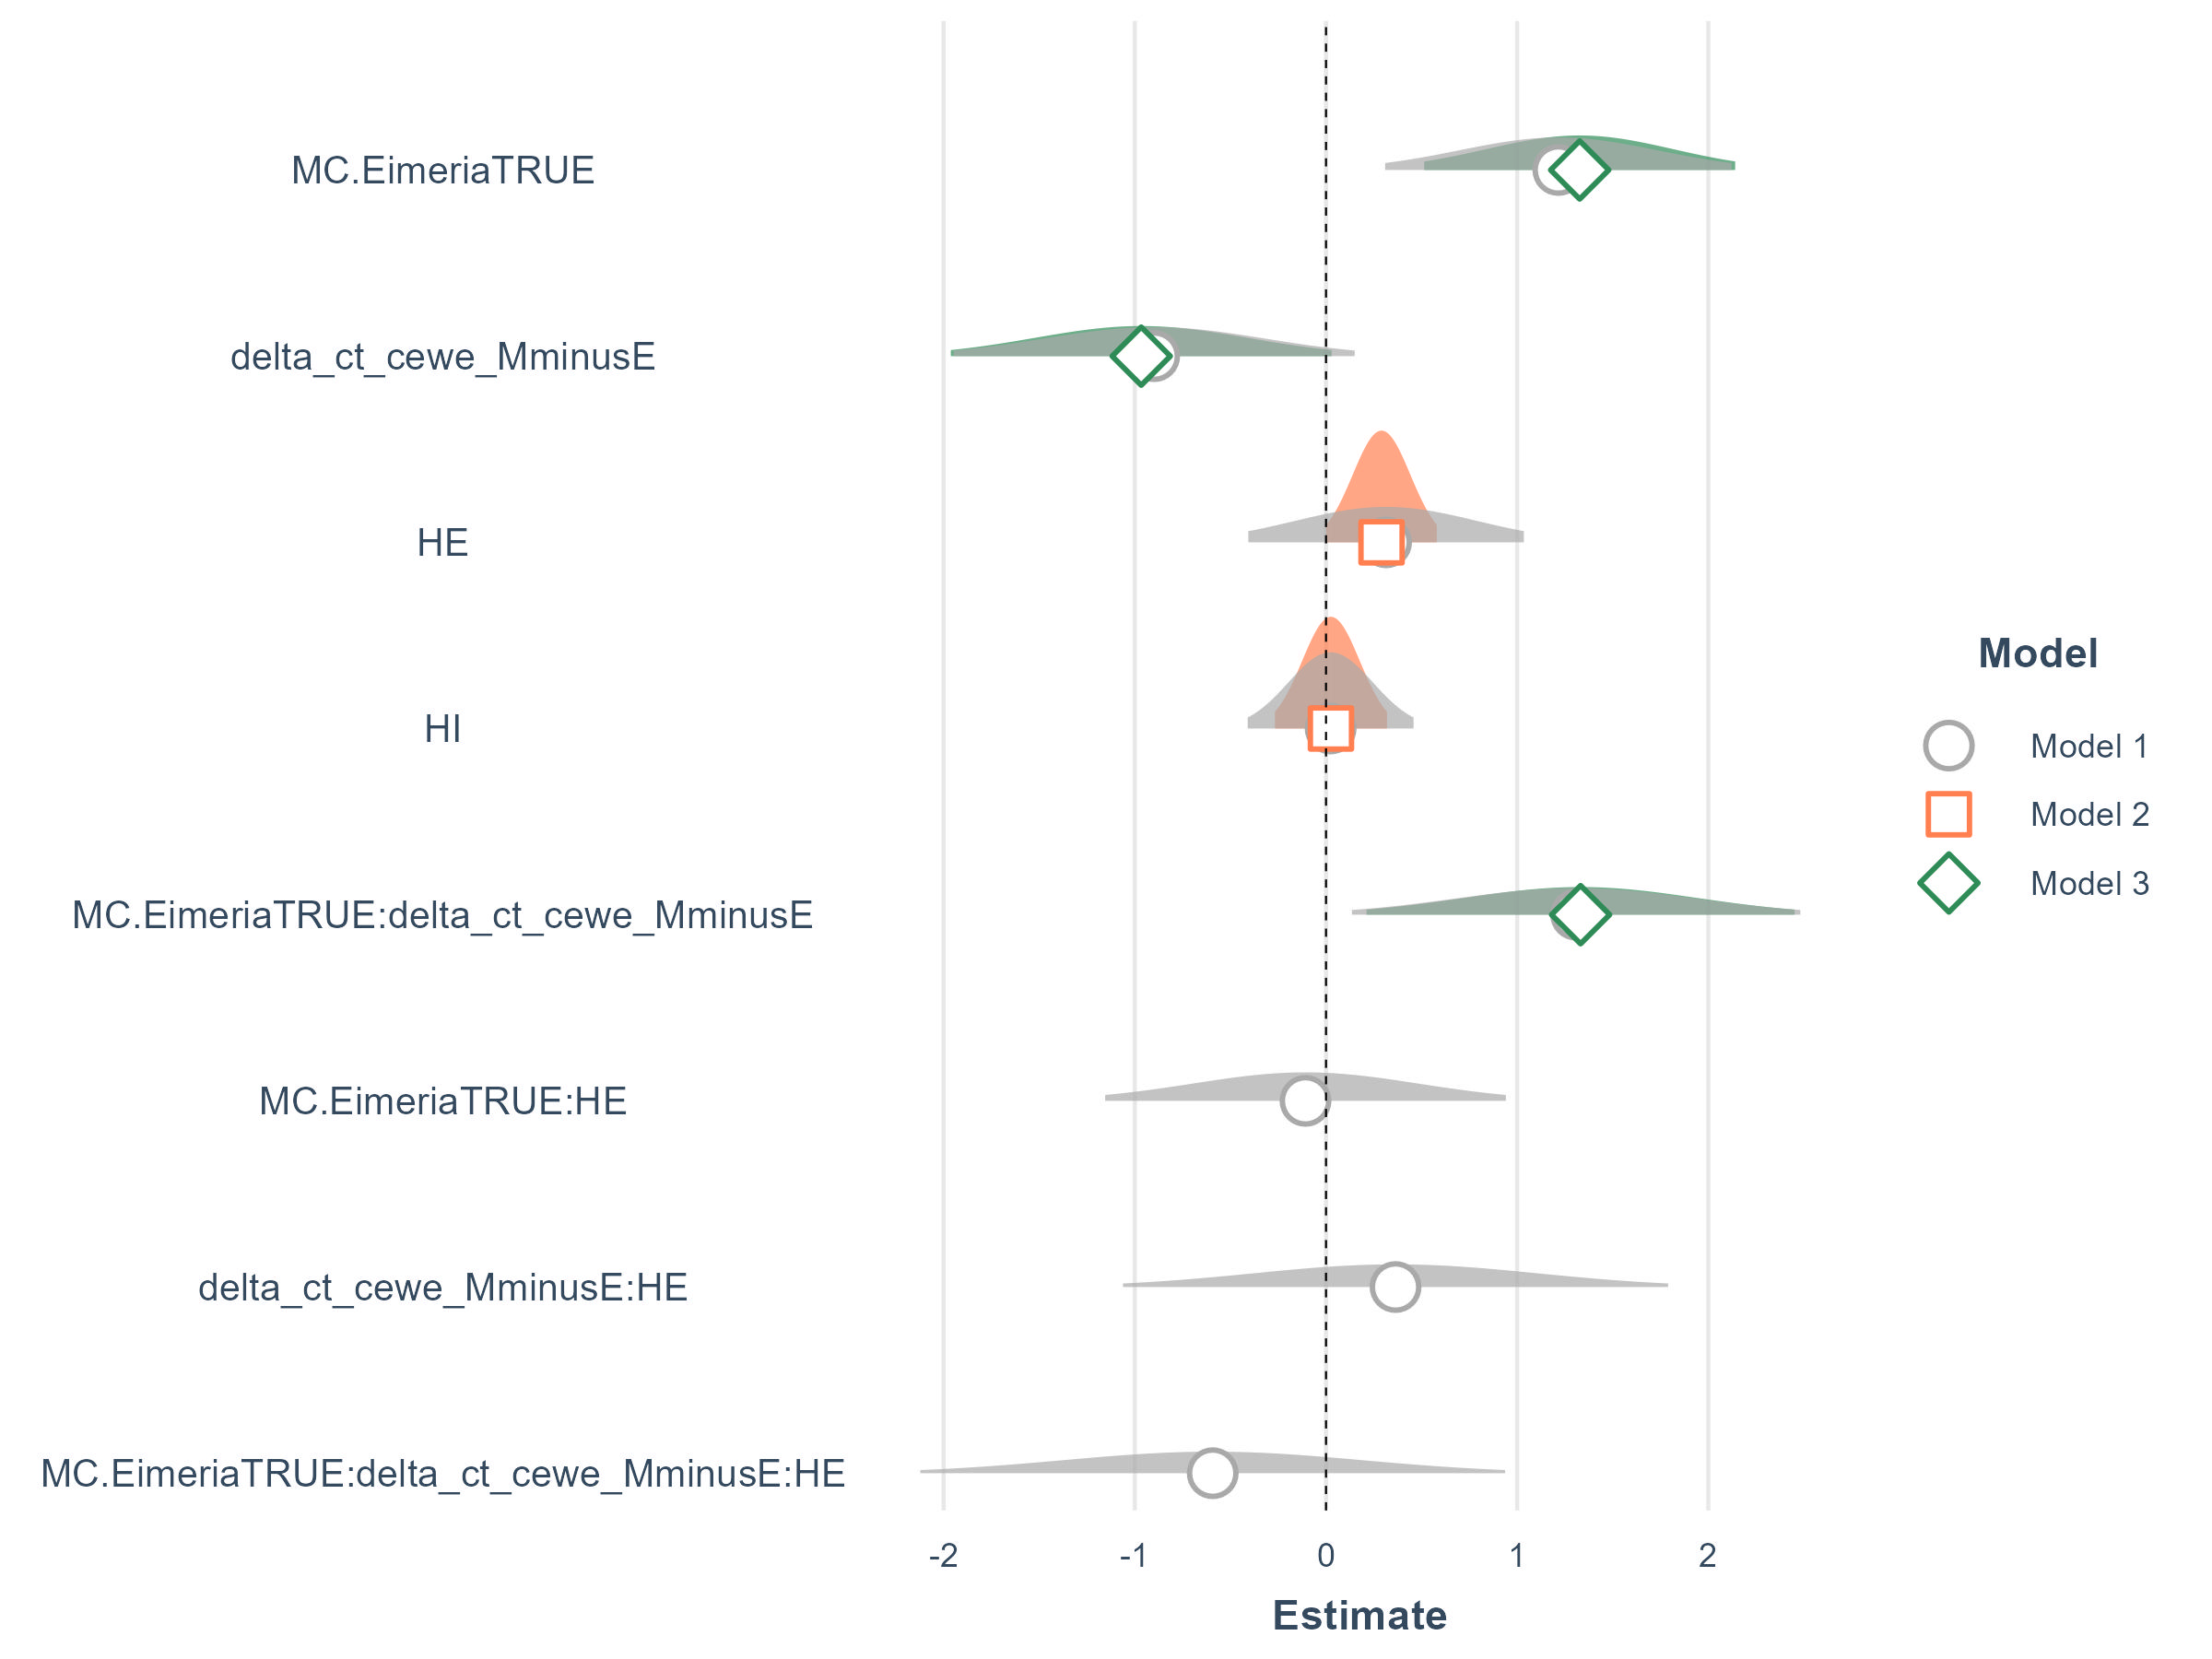 MC.EimeriaTRUE
delta_ct_cewe_MminusE
HE
HI
MC.EimeriaTRUE:delta_ct_cewe_MminusE
MC.EimeriaTRUE:HE
delta_ct_cewe_MminusE:HE
MC.EimeriaTRUE:delta_ct_cewe_MminusE:HE
-2 -1 0 1 2
Estimate
Model
Model 1
Model 2
Model 3